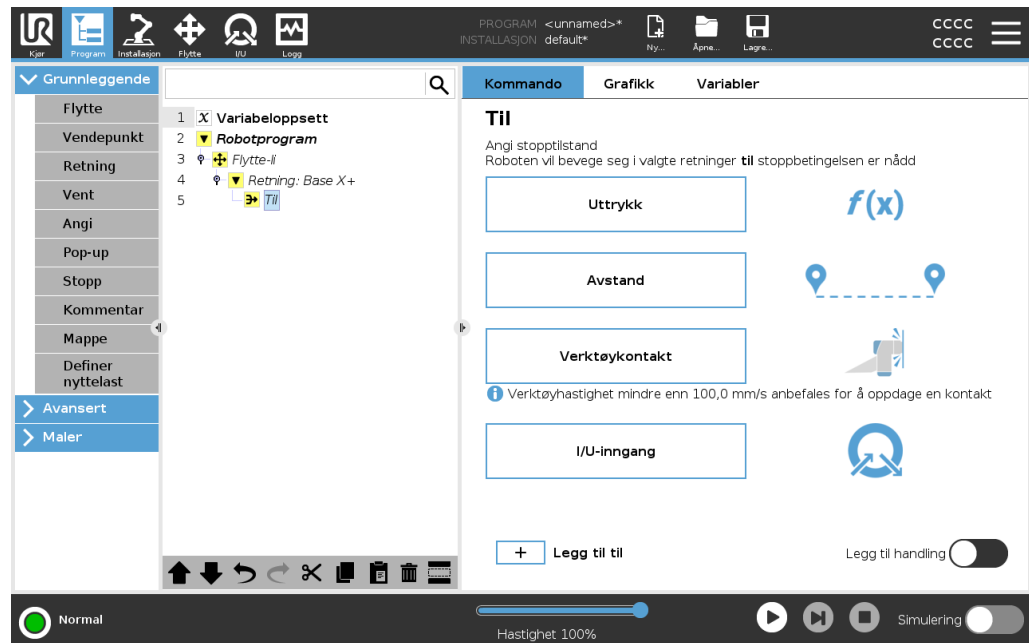 UR
PROGRAM <unnamed>*
INSTALLASJON default*
cccc
cccc
Kjør Program Installasjon Flytte I/U Logg Ny... Åpne... Lagre...
Grunnleggende
Flytte
Vendepunkt
Retning
Vent
Angi
Pop-up
Stopp
Kommentar
Mappe
Definer
nyttelast
Avansert
Maler
1 X Variabeloppsett
2 Robotprogram
3 Flytte-li
4 Retning: Base X+
5 Til
Kommando Grafikk Variabler
Til
Angi stopptilstand
Roboten vil bevege seg i valgte retninger til stoppbetingelsen er nådd
Uttrykk f(x)
Avstand
Verktøykontakt
i Verktøyhastighet mindre enn 100,0 mm/s anbefales for å oppdage en kontakt
I/U-inngang
+ Legg til til
Legg til handling
Normal
Hastighet 100%
Simulering